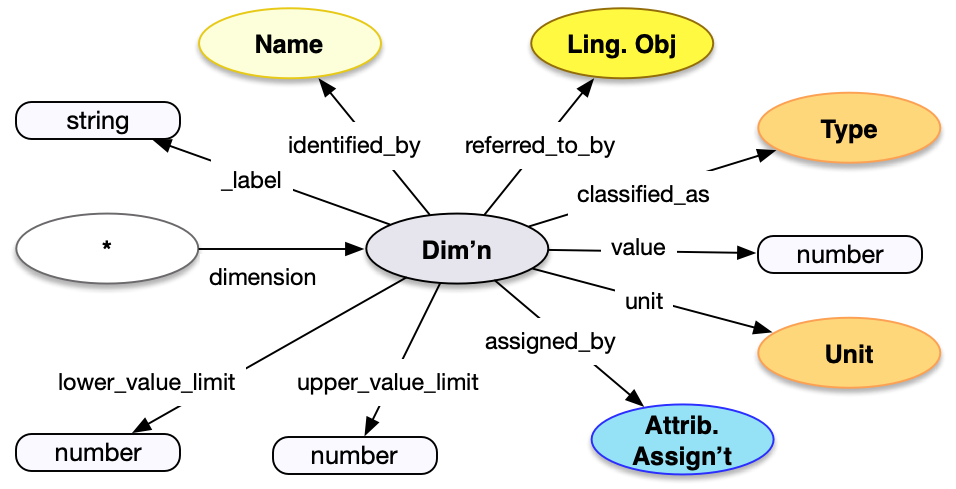 Name
Ling. Obj
string
Type
identified_by
referred_to_by
_label
classified_as
*
Dim’n
value
number
dimension
unit
assigned_by
Unit
lower_value_limit
upper_value_limit
Attrib.
Assign’t
number
number